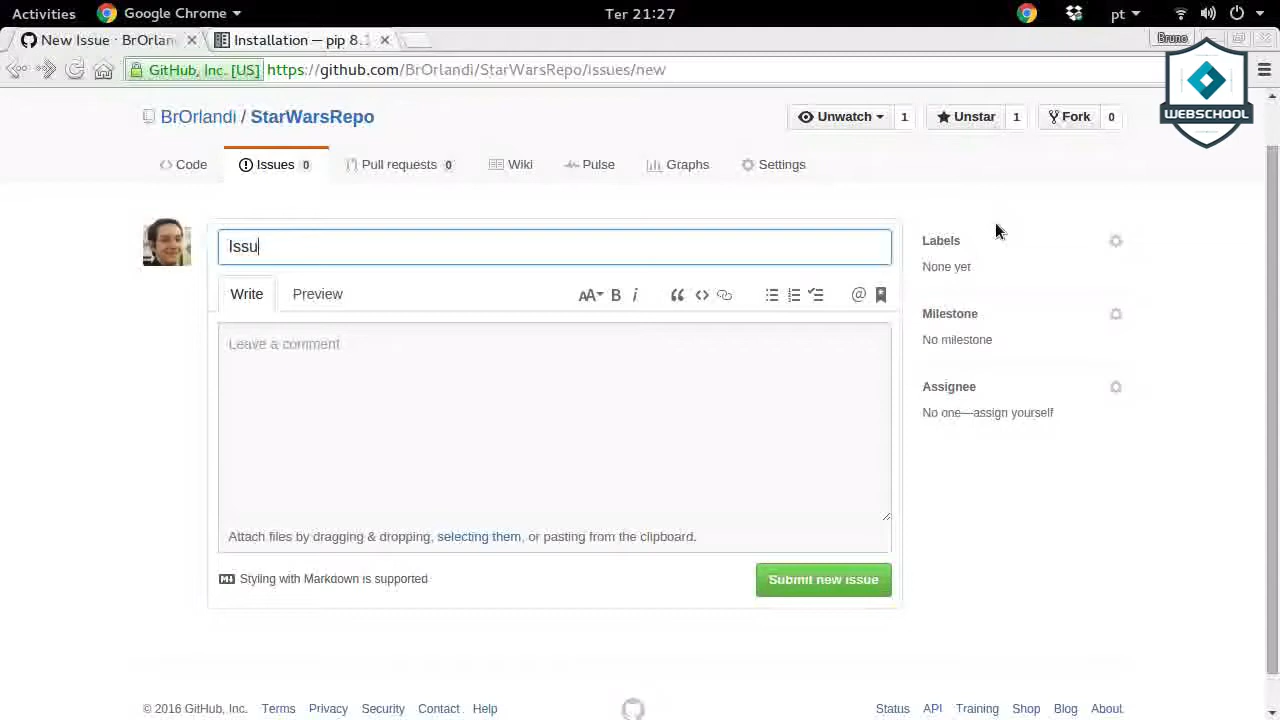 Activities Google Chrome Ter 21:27 pt
New Issue · BrOrlan Installation — pip 8. Bruno
GitHub, Inc. [US] https://github.com/BrOrlandi/StarWarsRepo/issues/new
WEBSCHOOL
BrOrlandi / StarWarsRepo Unwatch 1 Unstar 1 Fork 0
Code Issues 0 Pull requests 0 Wiki Pulse Graphs Settings
Issu
Labels
None yet
Write Preview AA B i @
Milestone
No milestone
Leave a comment
Assignee
No one—assign yourself
Attach files by dragging & dropping, selecting them, or pasting from the clipboard.
Styling with Markdown is supported Submit new issue
© 2016 GitHub, Inc. Terms Privacy Security Contact Help Status API Training Shop Blog About